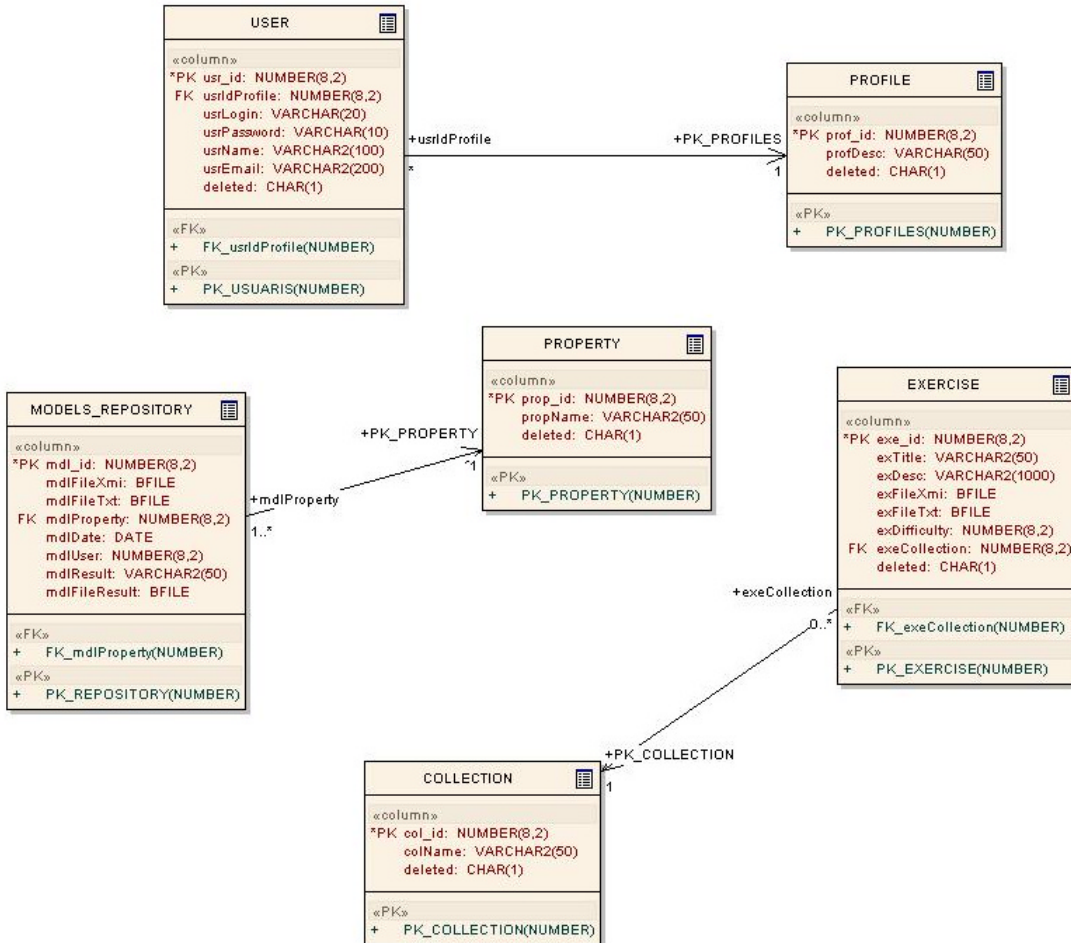 USER
«column»
*PK usr_id: NUMBER(8,2)
FK usrIdProfile: NUMBER(8,2)
usrLogin: VARCHAR(20)
usrPassword: VARCHAR(10)
usrName: VARCHAR2(100)
usrEmail: VARCHAR2(200)
deleted: CHAR(1)
«FK»
+ FK_usrIdProfile(NUMBER)
«PK»
+ PK_USUARIS(NUMBER)
+usrIdProfile
*
+PK_PROFILES
1
PROFILE
«column»
*PK prof_id: NUMBER(8,2)
profDesc: VARCHAR(50)
deleted: CHAR(1)
«PK»
+ PK_PROFILES(NUMBER)
PROPERTY
«column»
*PK prop_id: NUMBER(8,2)
propName: VARCHAR2(50)
deleted: CHAR(1)
«PK»
+ PK_PROPERTY(NUMBER)
MODELS_REPOSITORY
«column»
*PK mdl_id: NUMBER(8,2)
mdlFileXmi: BFILE
mdlFileTxt: BFILE
FK mdlProperty: NUMBER(8,2)
mdlDate: DATE
mdlUser: NUMBER(8,2)
mdlResult: VARCHAR2(50)
mdlFileResult: BFILE
«FK»
+ FK_mdlProperty(NUMBER)
«PK»
+ PK_REPOSITORY(NUMBER)
+PK_PROPERTY
1
+mdlProperty
1..*
EXERCISE
«column»
*PK exe_id: NUMBER(8,2)
exTitle: VARCHAR2(50)
exDesc: VARCHAR2(1000)
exFileXmi: BFILE
exFileTxt: BFILE
exDifficulty: NUMBER(8,2)
FK exeCollection: NUMBER(8,2)
deleted: CHAR(1)
«FK»
+ FK_exeCollection(NUMBER)
«PK»
+ PK_EXERCISE(NUMBER)
+exeCollection
0..*
+PK_COLLECTION
1
COLLECTION
«column»
*PK col_id: NUMBER(8,2)
colName: VARCHAR2(50)
deleted: CHAR(1)
«PK»
+ PK_COLLECTION(NUMBER)